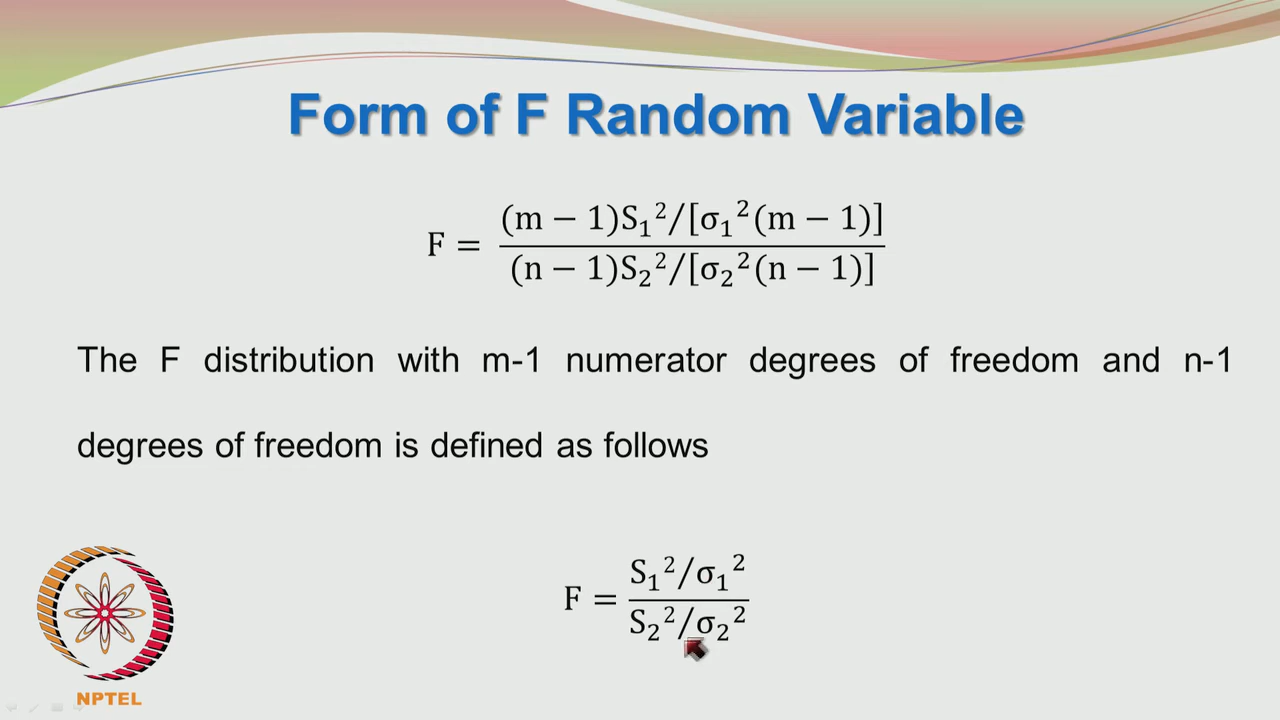 Form of F Random Variable
F = (m − 1)S₁²/[σ₁²(m − 1)]
(n − 1)S₂²/[σ₂²(n − 1)]
The F distribution with m-1 numerator degrees of freedom and n-1
degrees of freedom is defined as follows
F = S₁²/σ₁²
S₂²/σ₂²
NPTEL